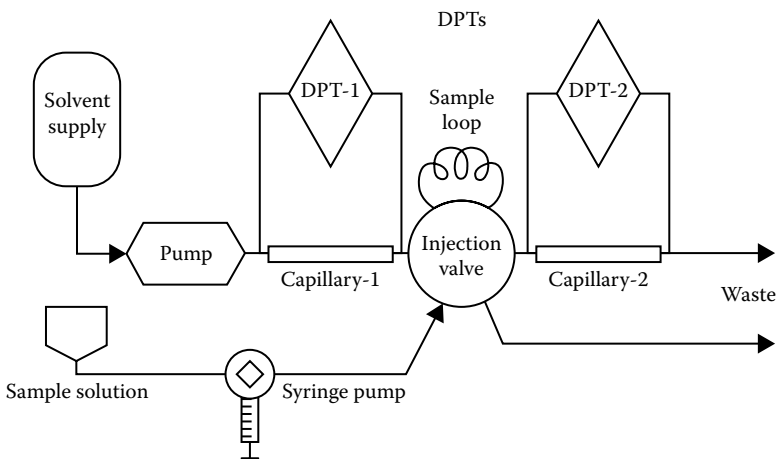 DPTs
Solvent
supply
DPT-1
Sample
loop
DPT-2
Pump
Capillary-1
Injection
valve
Capillary-2
Waste
Sample solution
Syringe pump